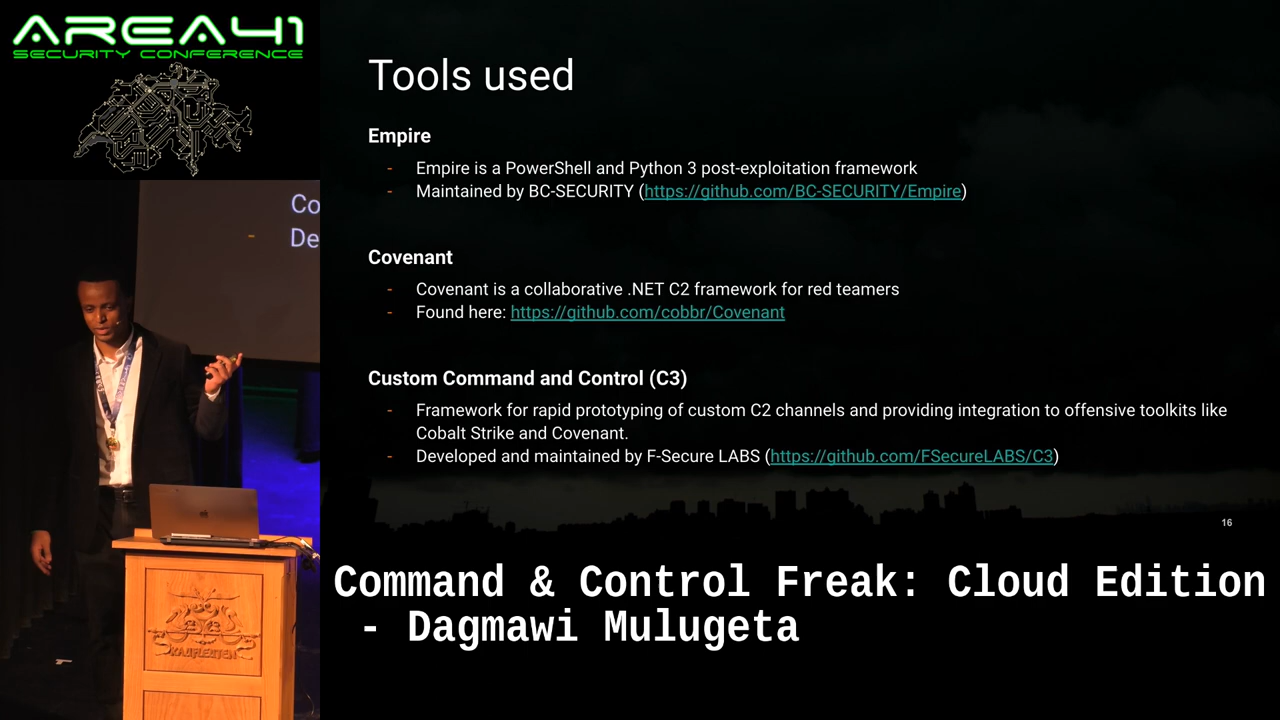 AREA41
SECURITY CONFERENCE
Co
- De
KAUFLEUTEN
Tools used
Empire
- Empire is a PowerShell and Python 3 post-exploitation framework
- Maintained by BC-SECURITY (https://github.com/BC-SECURITY/Empire)
Covenant
- Covenant is a collaborative .NET C2 framework for red teamers
- Found here: https://github.com/cobbr/Covenant
Custom Command and Control (C3)
- Framework for rapid prototyping of custom C2 channels and providing integration to offensive toolkits like
Cobalt Strike and Covenant.
- Developed and maintained by F-Secure LABS (https://github.com/FSecureLABS/C3)
16
Command & Control Freak: Cloud Edition
- Dagmawi Mulugeta